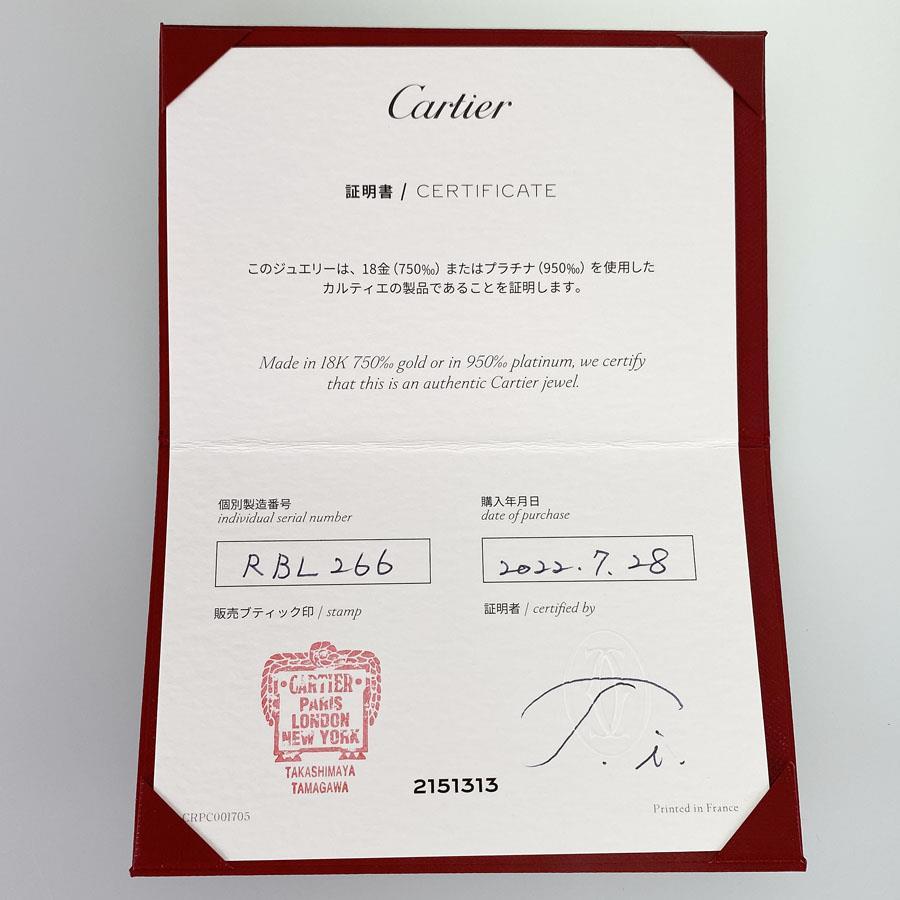 Cartier
証明書 / CERTIFICATE
このジュエリーは、18金(750‰)またはプラチナ(950‰)を使用した
カルティエの製品であることを証明します。
Made in 18K 750‰ gold or in 950‰ platinum, we certify
that this is an authentic Cartier jewel.
個別製造番号
individual serial number
RBL266
購入年月日
date of purchase
2022.7.28
販売ブティック印 / stamp
CARTIER
PARIS
LONDON
NEW YORK
TAKASHIMAYA
TAMAGAWA
証明者 / certified by
T. i.
2151313
CRPC001705
Printed in France